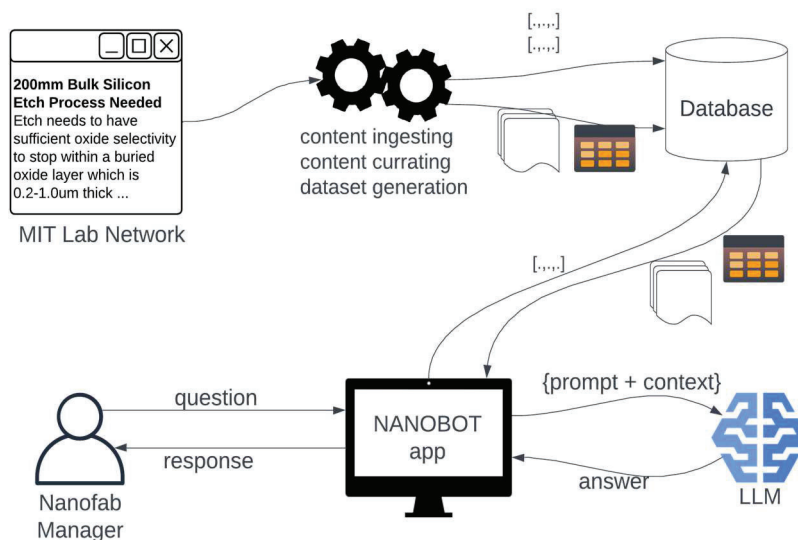 200mm Bulk Silicon
Etch Process Needed
Etch needs to have
sufficient oxide selectivity
to stop within a buried
oxide layer which is
0.2-1.0um thick ...
MIT Lab Network
content ingesting
content currating
dataset generation
[.,.,.]
[.,.,.]
Database
[.,.,.]
question
response
Nanofab
Manager
NANOBOT
app
{prompt + context}
answer
LLM